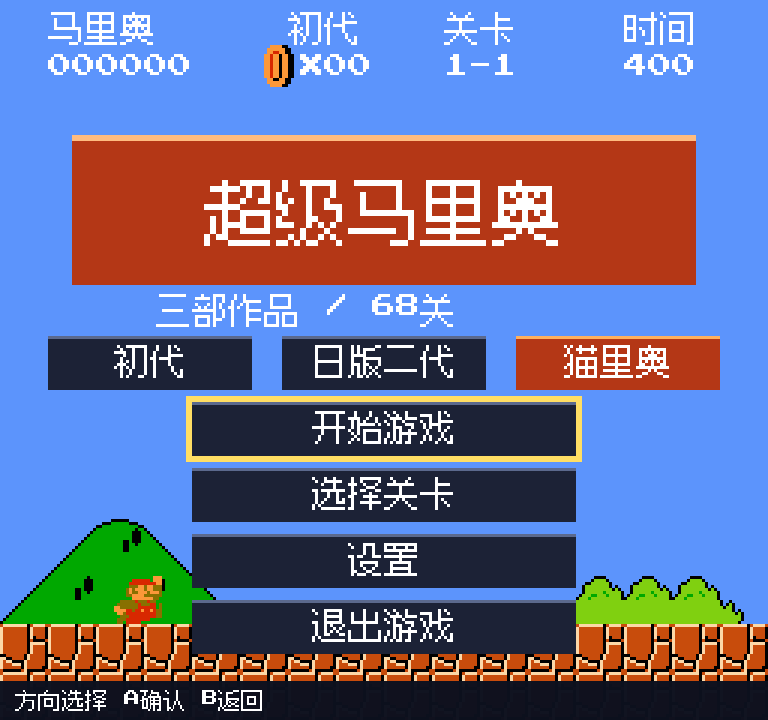 马里奥 初代 关卡 时间
000000 ×00 1-1 400
超级马里奥
三部作品 / 68关
初代 日版二代 猫里奥
开始游戏
选择关卡
设置
退出游戏
方向选择 A确认 B返回